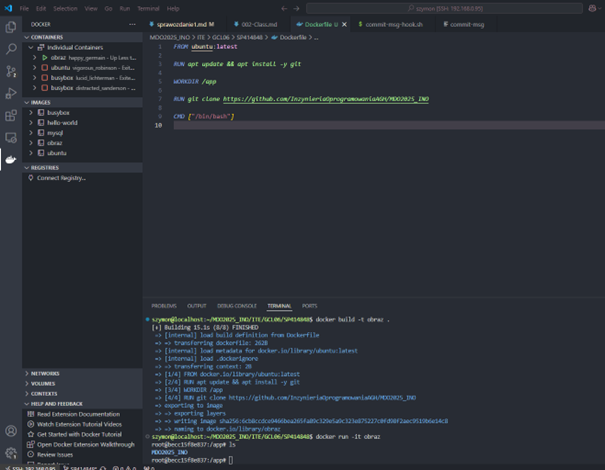 File Edit Selection View Go Run Terminal Help
szymon [SSH: 192.168.0.95]
DOCKER
sprawozdanie1.md M
002-Class.md
Dockerfile U
commit-msg-hook.sh
commit-msg
MDO2025_INO > ITE > GCL06 > SP414848 > Dockerfile > ...
CONTAINERS
Individual Containers
obraz happy_germain - Up Less t...
ubuntu vigorous_robinson - Exit...
busybox lucid_lichterman - Exite...
busybox distracted_sanderson - ...
IMAGES
busybox
hello-world
mysql
obraz
ubuntu
REGISTRIES
Connect Registry...
NETWORKS
VOLUMES
CONTEXTS
HELP AND FEEDBACK
Read Extension Documentation
Watch Extension Tutorial Videos
Get Started with Docker Tutorial
Open Docker Extension Walkthrough
Review Issues
1 FROM ubuntu:latest
2
3 RUN apt update && apt install -y git
4
5 WORKDIR /app
6
7 RUN git clone https://github.com/InzynieriaOprogramowaniaAGH/MDO2025_INO
8
9 CMD ["/bin/bash"]
10
PROBLEMS OUTPUT DEBUG CONSOLE TERMINAL PORTS
szymon@localhost:~/MDO2025_INO/ITE/GCL06/SP414848$ docker build -t obraz .
[+] Building 15.1s (8/8) FINISHED
=> [internal] load build definition from Dockerfile
=> => transferring dockerfile: 202B
=> [internal] load metadata for docker.io/library/ubuntu:latest
=> [internal] load .dockerignore
=> => transferring context: 2B
=> [1/4] FROM docker.io/library/ubuntu:latest
=> [2/4] RUN apt update && apt install -y git
=> [3/4] WORKDIR /app
=> [4/4] RUN git clone https://github.com/InzynieriaOprogramowaniaAGH/MDO2025_INO
=> exporting to image
=> => exporting layers
=> => writing image
=> => naming to docker.io/library/obraz
szymon@localhost:~/MDO2025_INO/ITE/GCL06/SP414848$ docker run -it obraz
root@becc15f8e837:/app# ls
MDO2025_INO
root@becc15f8e837:/app#